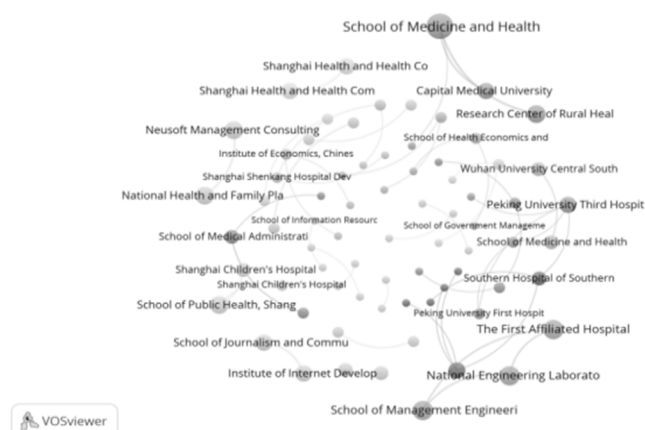 School of Medicine and Health
Shanghai Health and Health Co
Shanghai Health and Health Com
Capital Medical University
Research Center of Rural Heal
Neusoft Management Consulting
School of Health Economics and
Institute of Economics, Chines
Wuhan University Central South
Shanghai Shenkang Hospital Dev
National Health and Family Pla
Peking University Third Hospit
School of Information Resourc
School of Government Manageme
School of Medical Administrati
School of Medicine and Health
Shanghai Children's Hospital
Southern Hospital of Southern
Shanghai Children's Hospital
School of Public Health, Shang
Peking University First Hospit
The First Affiliated Hospital
School of Journalism and Commu
Institute of Internet Develop
National Engineering Laborato
School of Management Engineeri
VOSviewer